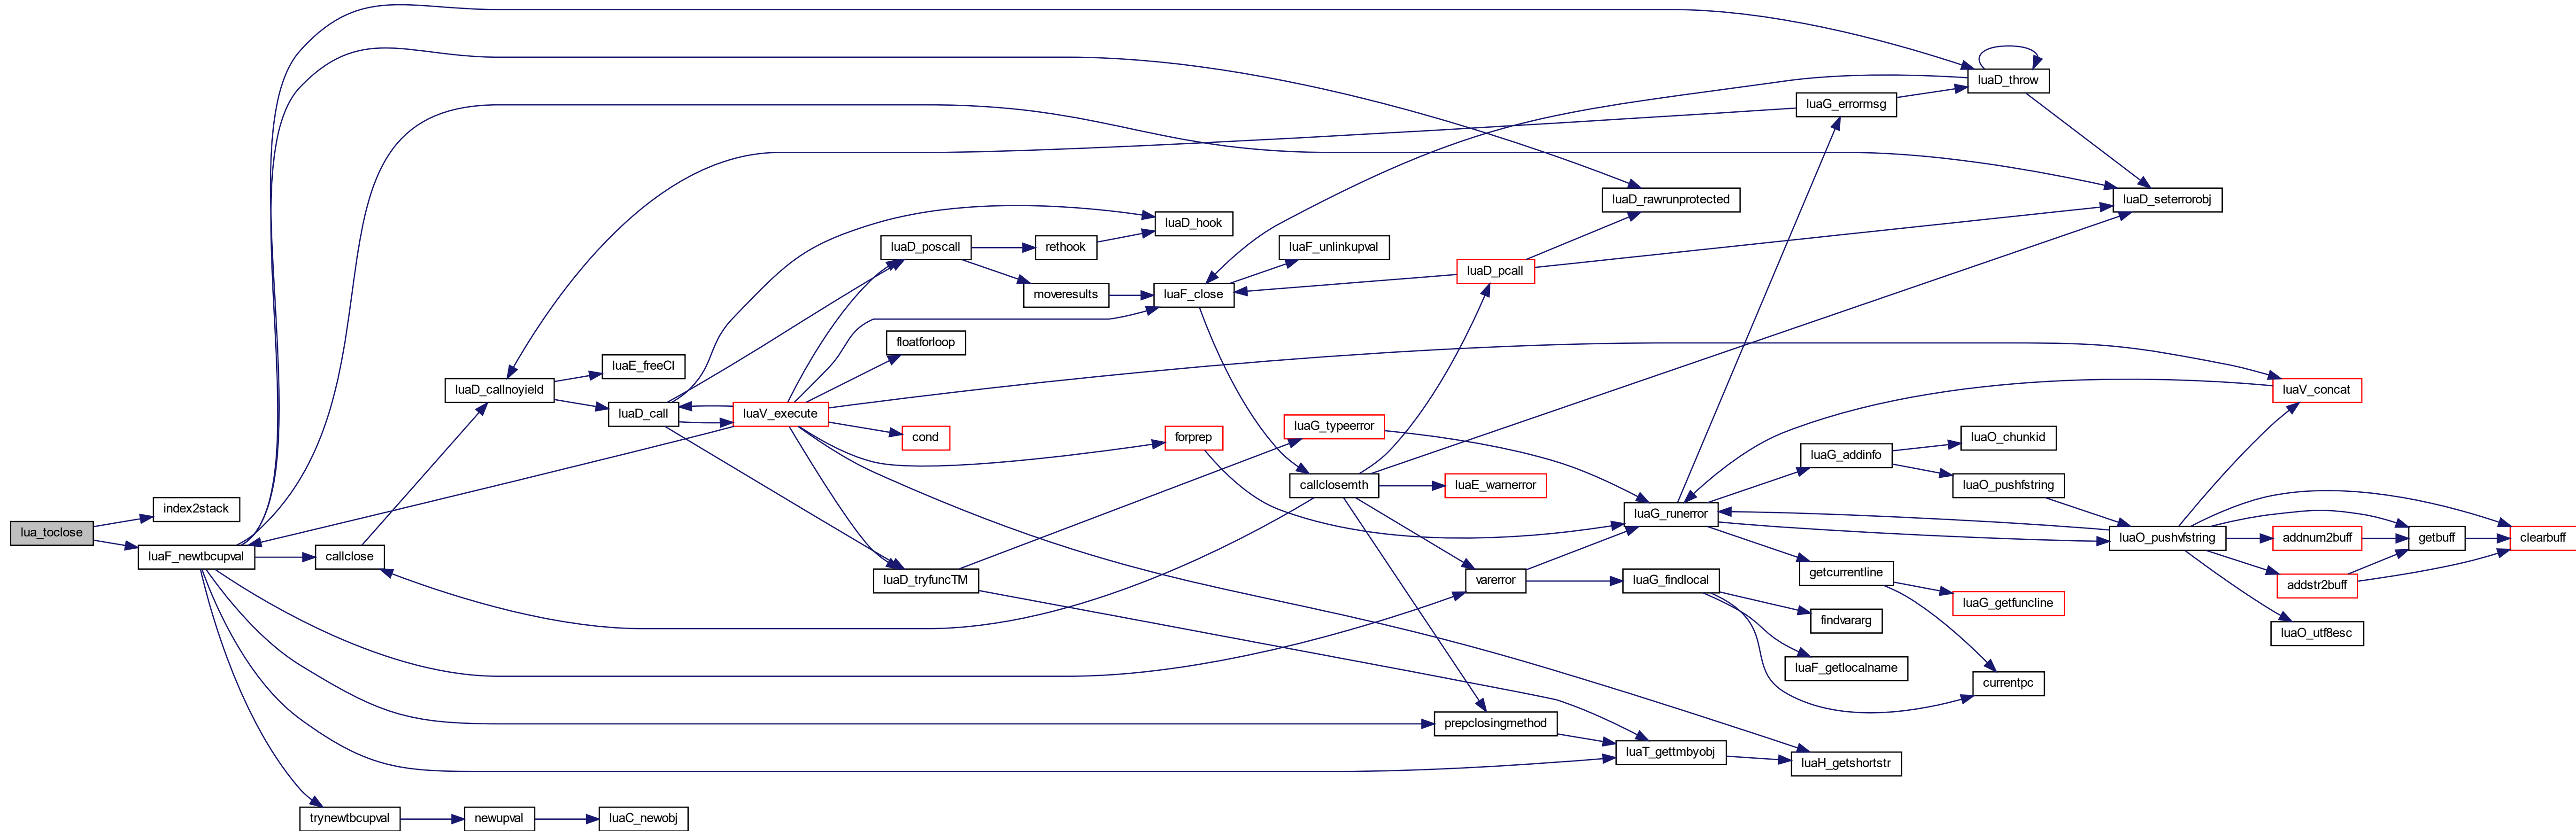 lua_toclose
index2stack
luaF_newtbcupval
callclose
trynewtbcupval
newupval
luaC_newobj
luaD_callnoyield
luaE_freeCI
luaD_call
luaV_execute
luaD_poscall
rethook
luaD_hook
moveresults
luaF_close
luaF_unlinkupval
floatforloop
cond
forprep
luaD_tryfuncTM
luaG_typeerror
callclosemth
luaD_pcall
luaE_warnerror
varerror
prepclosingmethod
luaT_gettmbyobj
luaH_getshortstr
luaD_rawrunprotected
luaG_errormsg
luaD_throw
luaD_seterrorobj
luaG_runerror
luaG_addinfo
luaO_chunkid
luaO_pushfstring
getcurrentline
luaG_getfuncline
luaG_findlocal
findvararg
luaF_getlocalname
currentpc
luaO_pushvfstring
luaV_concat
addnum2buff
getbuff
clearbuff
addstr2buff
luaO_utf8esc